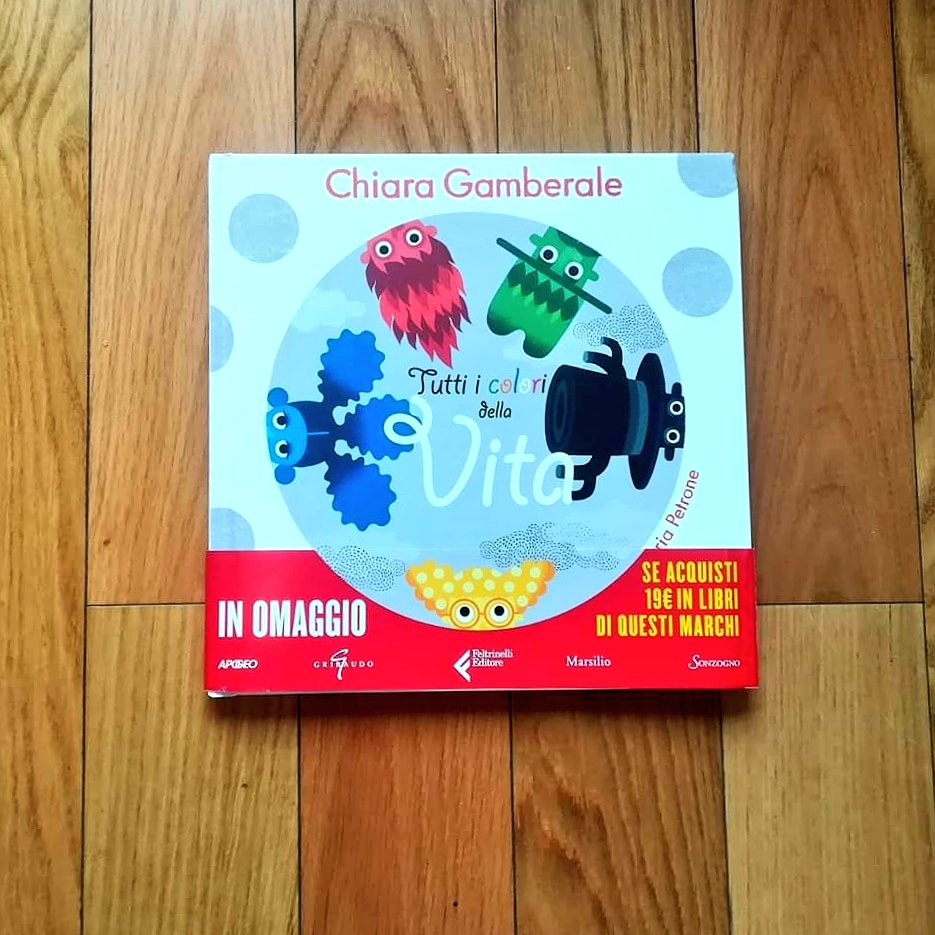 Chiara Gamberale
Tutti i colori
della
Vita
ria Petrone
IN OMAGGIO
SE ACQUISTI
19€ IN LIBRI
DI QUESTI MARCHI
APOGEO
GRIBAUDO
Feltrinelli
Editore
Marsilio
SONZOGNO